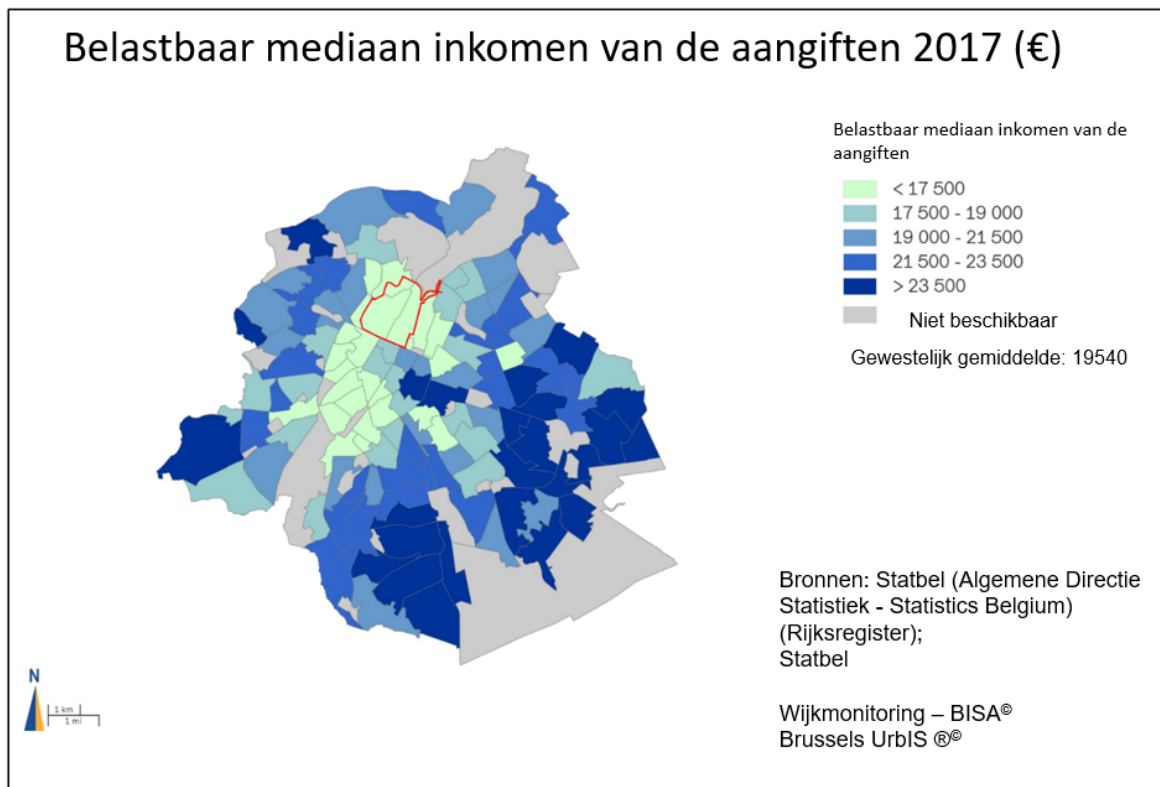 Belastbaar mediaan inkomen van de aangiften 2017 (€)
Belastbaar mediaan inkomen van de
aangiften
< 17 500
17 500 - 19 000
19 000 - 21 500
21 500 - 23 500
> 23 500
Niet beschikbaar
Gewestelijk gemiddelde: 19540
Bronnen: Statbel (Algemene Directie
Statistiek - Statistics Belgium)
(Rijksregister);
Statbel
Wijkmonitoring – BISA©
Brussels UrbIS ®©
N
1 km
1 mi